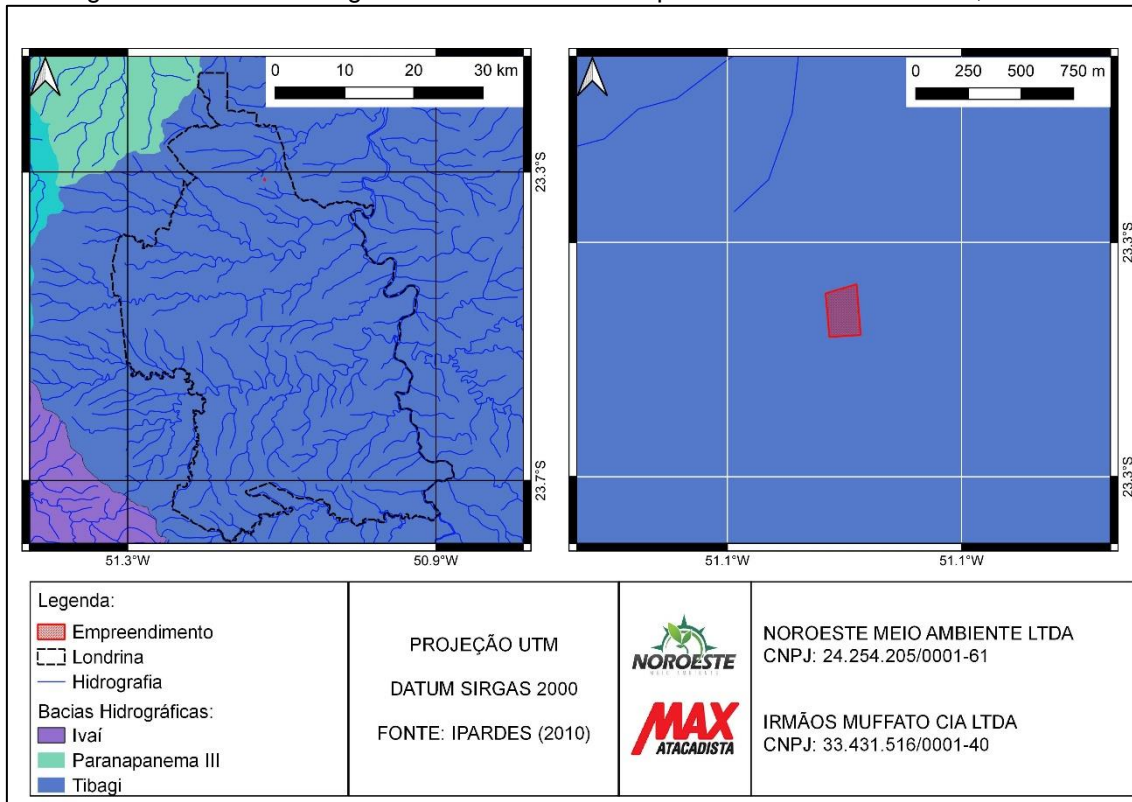 0 10 20 30 km
0 250 500 750 m
23.3°S
23.7°S
51.3°W
50.9°W
23.3°S
23.3°S
51.1°W
51.1°W
Legenda:
Empreendimento
Londrina
Hidrografia
Bacias Hidrográficas:
Ivaí
Paranapanema III
Tibagi
PROJEÇÃO UTM
DATUM SIRGAS 2000
FONTE: IPARDES (2010)
NOROESTE
MAX
ATACADISTA
NOROESTE MEIO AMBIENTE LTDA
CNPJ: 24.254.205/0001-61
IRMÃOS MUFFATO CIA LTDA
CNPJ: 33.431.516/0001-40